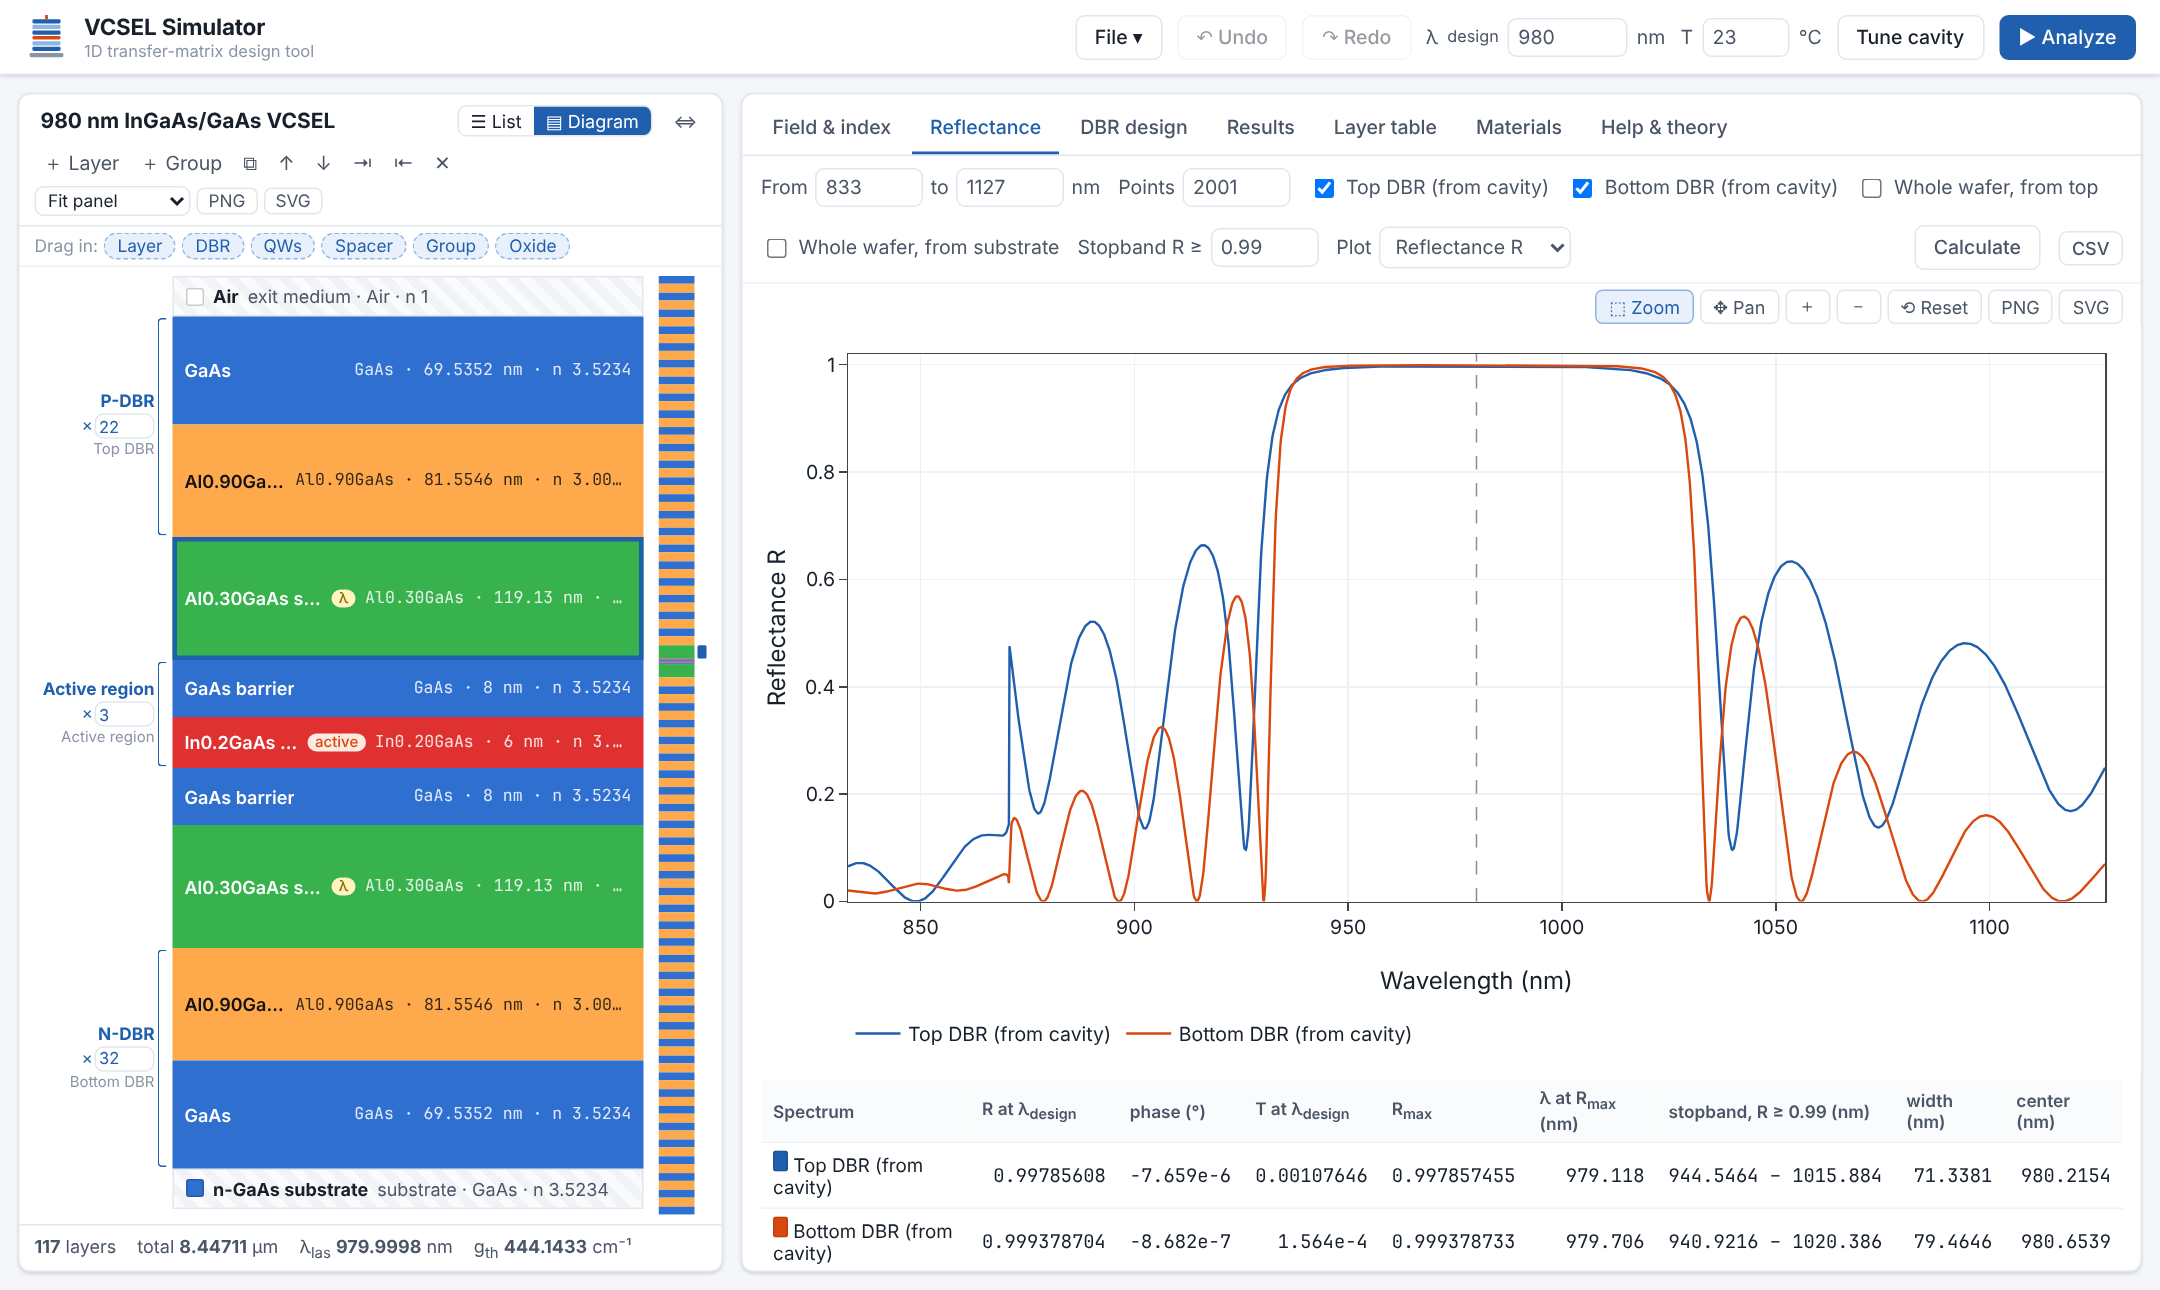 VCSEL Simulator
1D transfer-matrix design tool
File ▾ ↶ Undo ↷ Redo λ design 980 nm T 23 °C Tune cavity ▶ Analyze
980 nm InGaAs/GaAs VCSEL
☰ List ▤ Diagram ⇔
+ Layer + Group ⧉ ↑ ↓ ⇥ ⇤ ✕
Fit panel PNG SVG
Drag in: Layer DBR QWs Spacer Group Oxide
Air exit medium · Air · n 1
GaAs GaAs · 69.5352 nm · n 3.5234
P-DBR
× 22
Top DBR
Al0.90Ga… Al0.90GaAs · 81.5546 nm · n 3.00…
Al0.30GaAs s… λ Al0.30GaAs · 119.13 nm · …
Active region
× 3
Active region
GaAs barrier GaAs · 8 nm · n 3.5234
In0.2GaAs … active In0.20GaAs · 6 nm · n 3.…
GaAs barrier GaAs · 8 nm · n 3.5234
Al0.30GaAs s… λ Al0.30GaAs · 119.13 nm · …
Al0.90Ga… Al0.90GaAs · 81.5546 nm · n 3.00…
N-DBR
× 32
Bottom DBR
GaAs GaAs · 69.5352 nm · n 3.5234
n-GaAs substrate substrate · GaAs · n 3.5234
117 layers total 8.44711 µm λlas 979.9998 nm gth 444.1433 cm⁻¹
Field & index Reflectance DBR design Results Layer table Materials Help & theory
From 833 to 1127 nm Points 2001 Top DBR (from cavity) Bottom DBR (from cavity) Whole wafer, from top
Whole wafer, from substrate Stopband R ≥ 0.99 Plot Reflectance R Calculate CSV
Zoom ✥ Pan + − ⟲ Reset PNG SVG
Reflectance R
1
0.8
0.6
0.4
0.2
0
850 900 950 1000 1050 1100
Wavelength (nm)
Top DBR (from cavity) Bottom DBR (from cavity)
Spectrum R at λdesign phase (°) T at λdesign Rmax λ at Rmax (nm) stopband, R ≥ 0.99 (nm) width (nm) center (nm)
Top DBR (from cavity) 0.99785608 -7.659e-6 0.00107646 0.997857455 979.118 944.5464 – 1015.884 71.3381 980.2154
Bottom DBR (from cavity) 0.999378704 -8.682e-7 1.564e-4 0.999378733 979.706 940.9216 – 1020.386 79.4646 980.6539